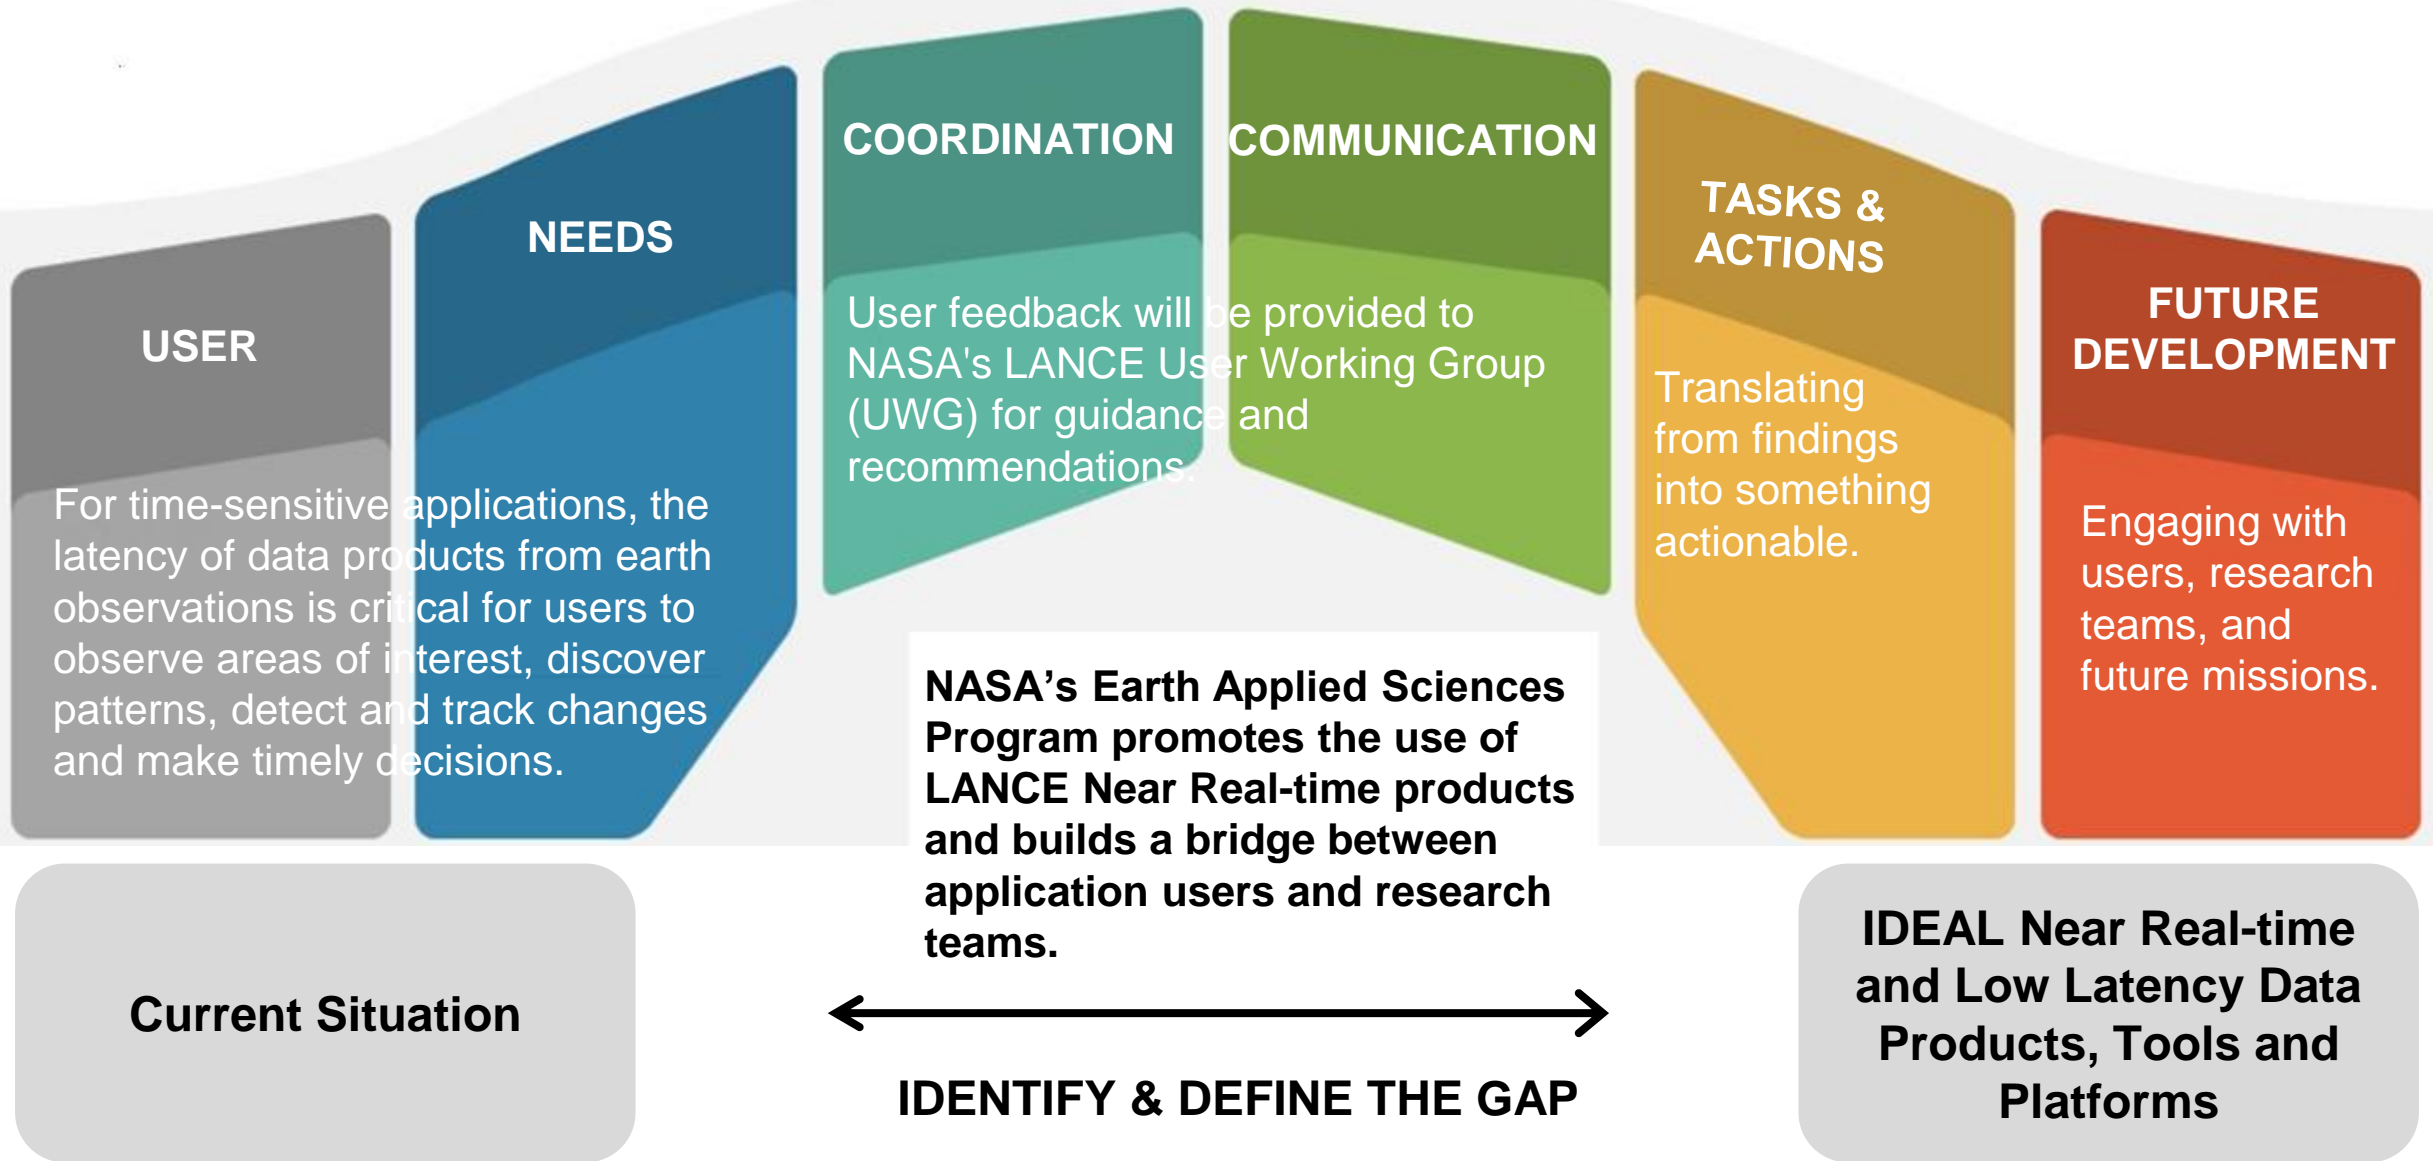 USER
For time-sensitive applications, the
latency of data products from earth
observations is critical for users to
observe areas of interest, discover
patterns, detect and track changes
and make timely decisions.
NEEDS
COORDINATION
COMMUNICATION
User feedback will be provided to
NASA's LANCE User Working Group
(UWG) for guidance and
recommendations.
TASKS &
ACTIONS
Translating
from findings
into something
actionable.
FUTURE
DEVELOPMENT
Engaging with
users, research
teams, and
future missions.
NASA’s Earth Applied Sciences
Program promotes the use of
LANCE Near Real-time products
and builds a bridge between
application users and research
teams.
Current Situation
IDENTIFY & DEFINE THE GAP
IDEAL Near Real-time
and Low Latency Data
Products, Tools and
Platforms